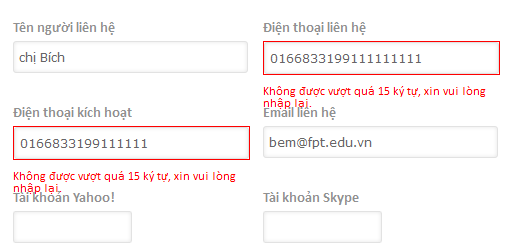 Tên người liên hệ
Điện thoại liên hệ
chị Bích
0166833199111111111
Không được vượt quá 15 ký tự, xin vui lòng
nhập lại.
Điện thoại kích hoạt
Email liên hệ
0166833199111111
bem@fpt.edu.vn
Không được vượt quá 15 ký tự, xin vui lòng
nhập lại.
Tài khoản Yahoo!
Tài khoản Skype